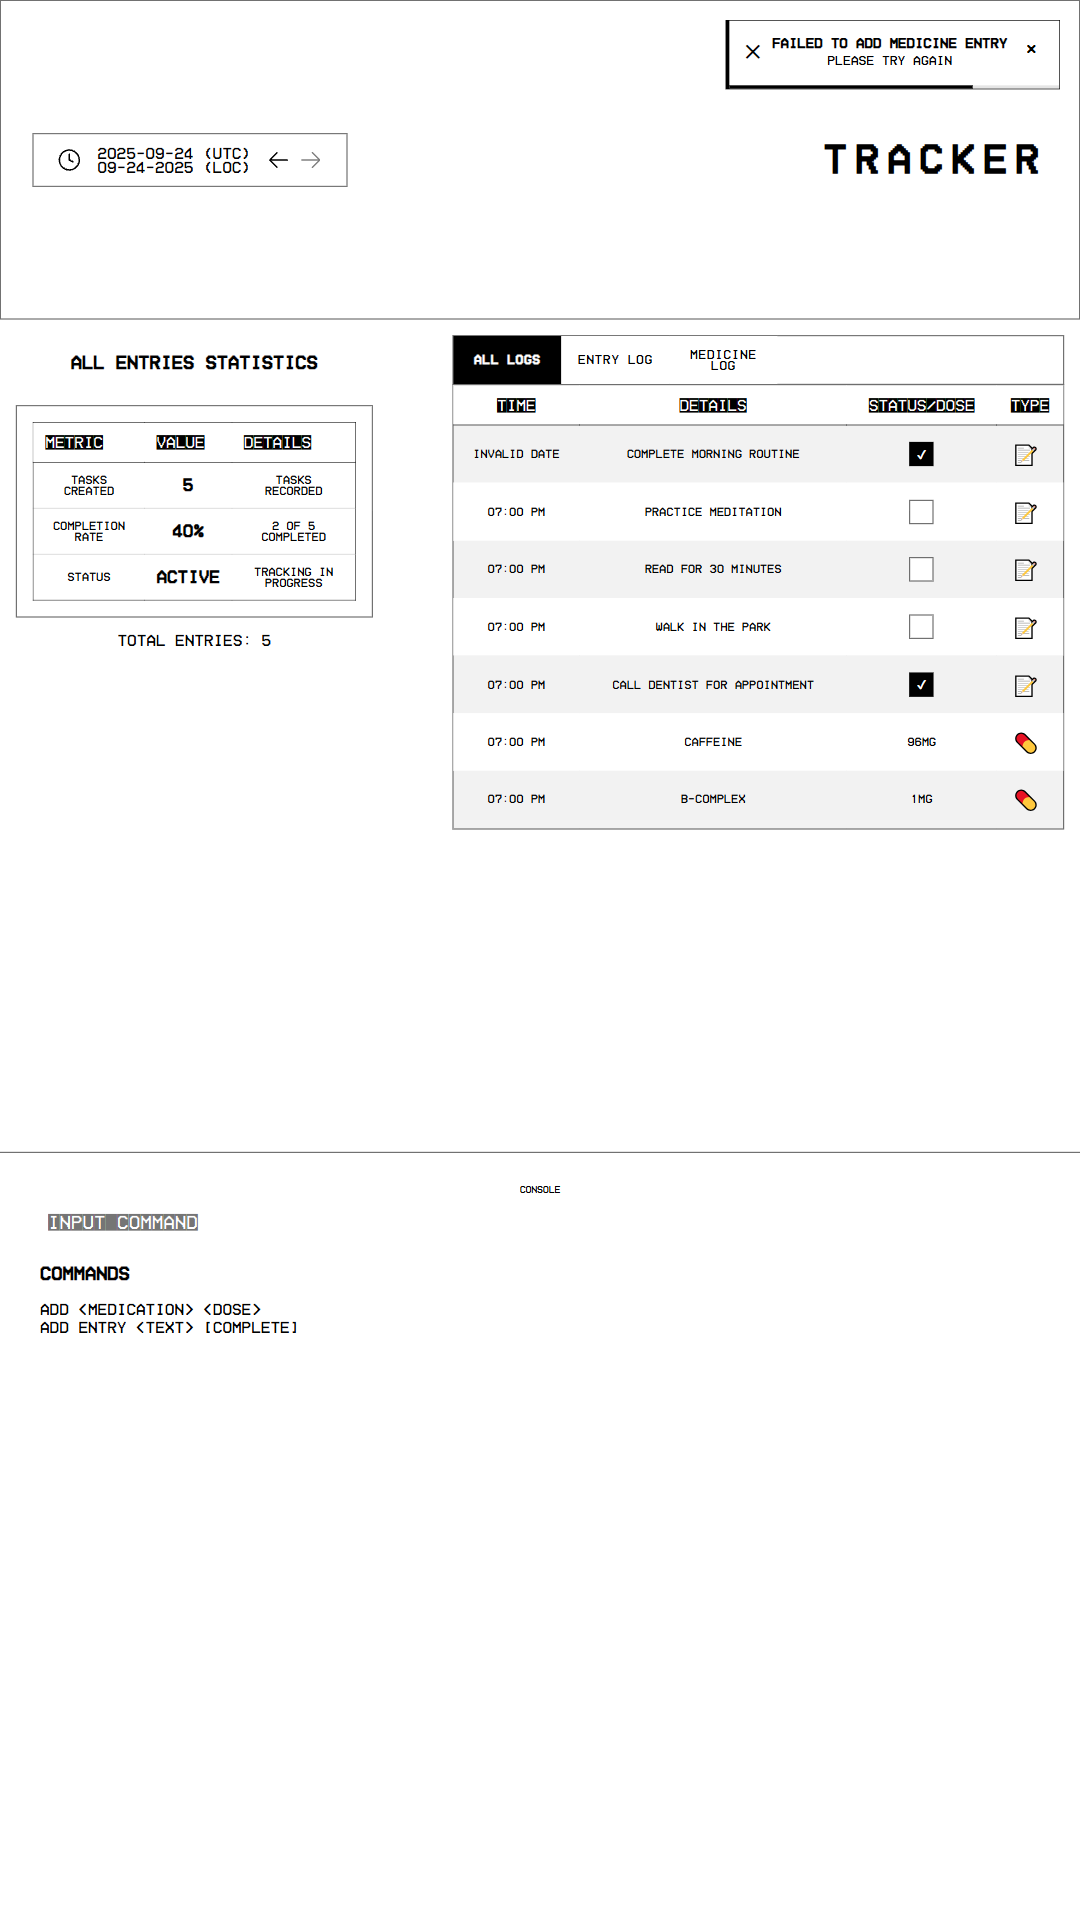 FAILED TO ADD MEDICINE ENTRY
PLEASE TRY AGAIN
2025-09-24 (UTC)
09-24-2025 (LOC)
TRACKER
ALL ENTRIES STATISTICS
METRIC VALUE DETAILS
TASKS CREATED 5 TASKS RECORDED
COMPLETION RATE 40% 2 OF 5 COMPLETED
STATUS ACTIVE TRACKING IN PROGRESS
TOTAL ENTRIES: 5
ALL LOGS ENTRY LOG MEDICINE LOG
TIME DETAILS STATUS/DOSE TYPE
INVALID DATE COMPLETE MORNING ROUTINE
07:00 PM PRACTICE MEDITATION
07:00 PM READ FOR 30 MINUTES
07:00 PM WALK IN THE PARK
07:00 PM CALL DENTIST FOR APPOINTMENT
07:00 PM CAFFEINE 96MG
07:00 PM B-COMPLEX 1MG
CONSOLE
INPUT COMMAND
COMMANDS
ADD <MEDICATION> <DOSE>
ADD ENTRY <TEXT> [COMPLETE]